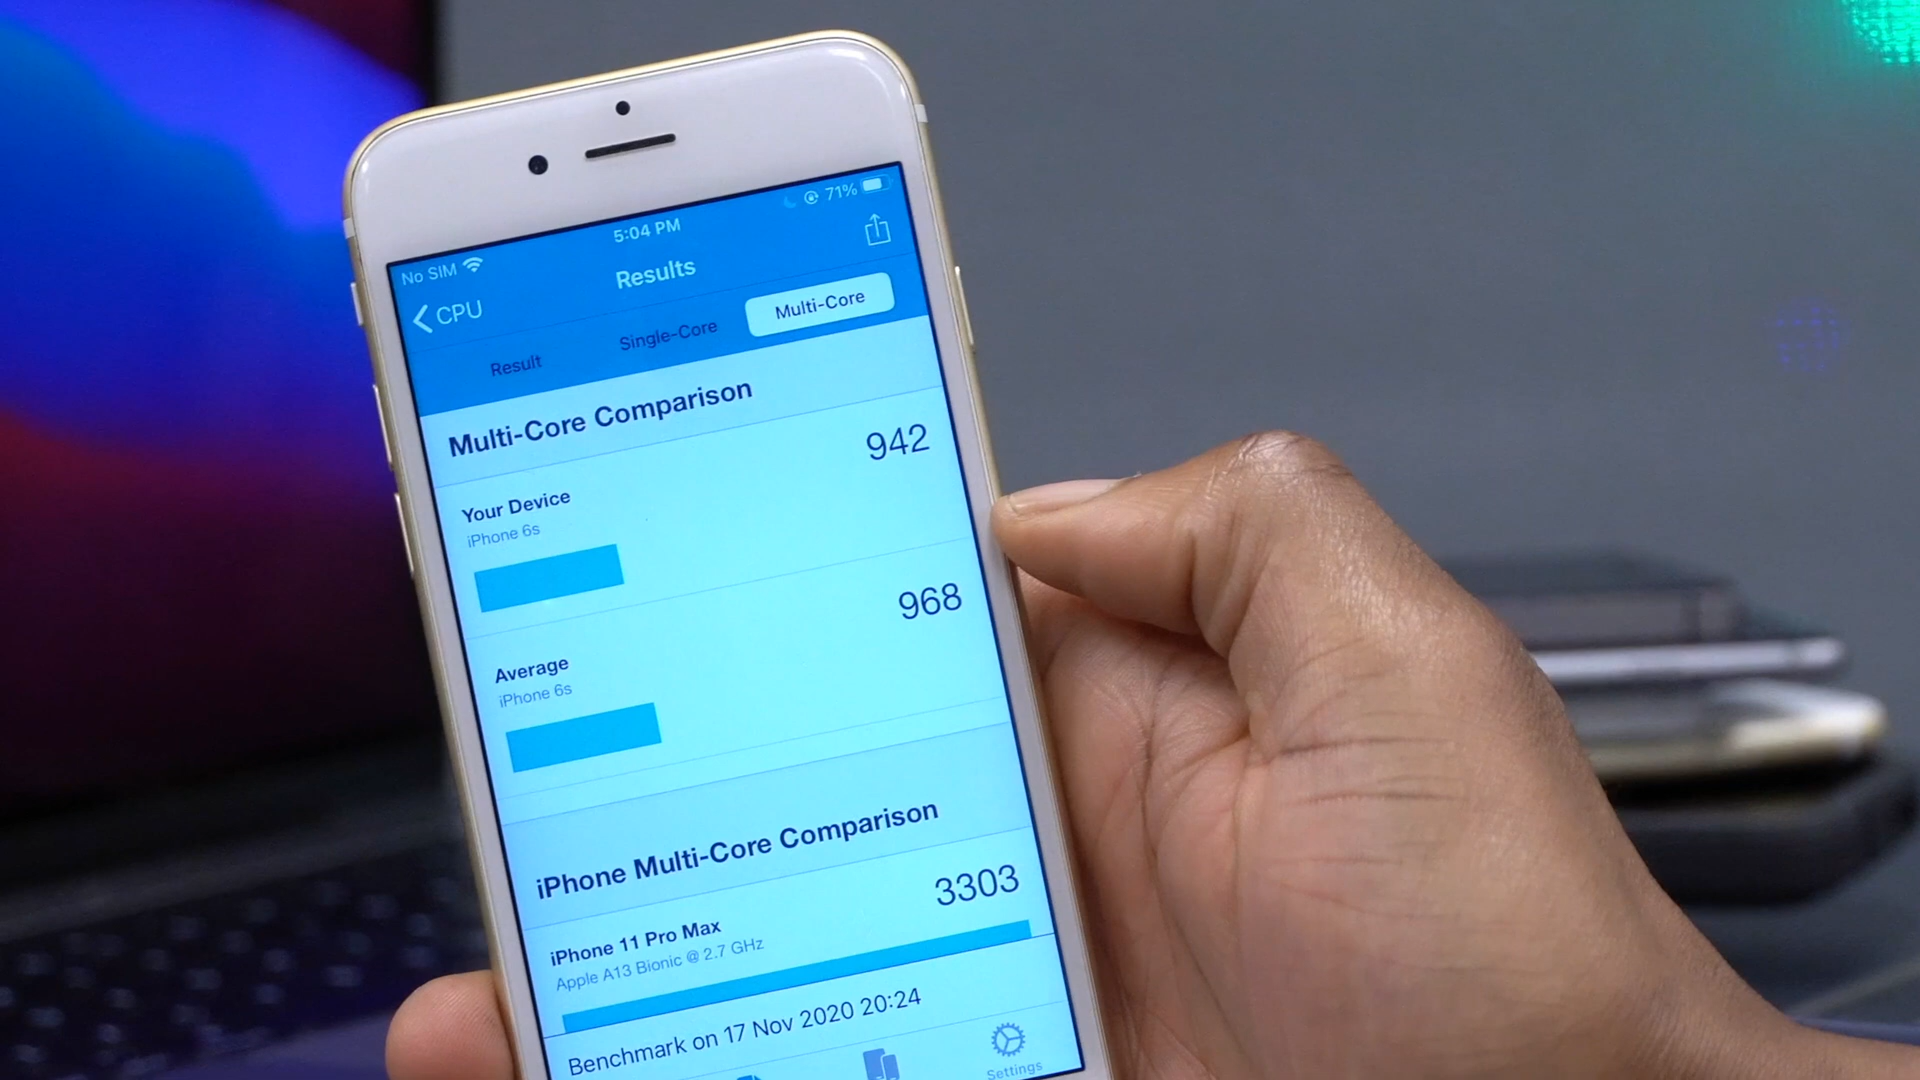 No SIM 5:04 PM 71%
CPU Results
Result Single-Core Multi-Core
Multi-Core Comparison
942
Your Device
iPhone 6s
968
Average
iPhone 6s
iPhone Multi-Core Comparison
3303
iPhone 11 Pro Max
Apple A13 Bionic @ 2.7 GHz
Benchmark on 17 Nov 2020 20:24
Settings